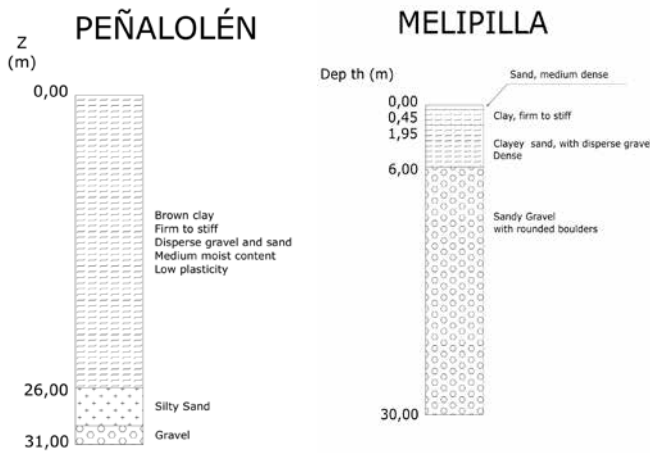 PEÑALOLÉN
Z
(m)
0,00
Brown clay
Firm to stiff
Disperse gravel and sand
Medium moist content
Low plasticity
26,00
Silty Sand
Gravel
31,00
MELIPILLA
Dep th (m)
Sand, medium dense
0,00
0,45
Clay, firm to stiff
1,95
Clayey sand, with disperse grave
Dense
6,00
Sandy Gravel
with rounded boulders
30,00